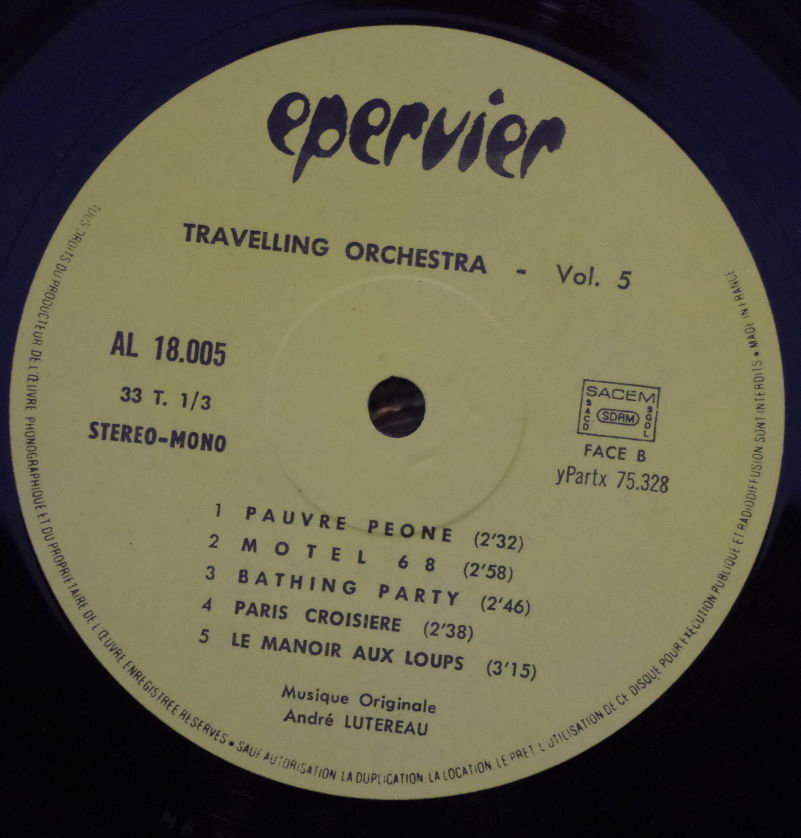 epervier
TRAVELLING ORCHESTRA - Vol. 5
AL 18.005
33 T. 1/3
STEREO-MONO
SACEM
SACD
SDRM
SGDL
FACE B
yPartx 75.328
1 PAUVRE PEONE (2'32)
2 MOTEL 68 (2'58)
3 BATHING PARTY (2'46)
4 PARIS CROISIERE (2'38)
5 LE MANOIR AUX LOUPS (3'15)
Musique Originale
André LUTEREAU
TOUS DROITS DU PRODUCTEUR DE L'ŒUVRE PHONOGRAPHIQUE ET DU PROPRIETAIRE DE L'ŒUVRE ENREGISTREE RESERVES • SAUF AUTORISATION LA DUPLICATION, LA LOCATION, LE PRET, L'UTILISATION DE CE DISQUE POUR EXECUTION PUBLIQUE ET RADIODIFFUSION SONT INTERDITS • MADE IN FRANCE